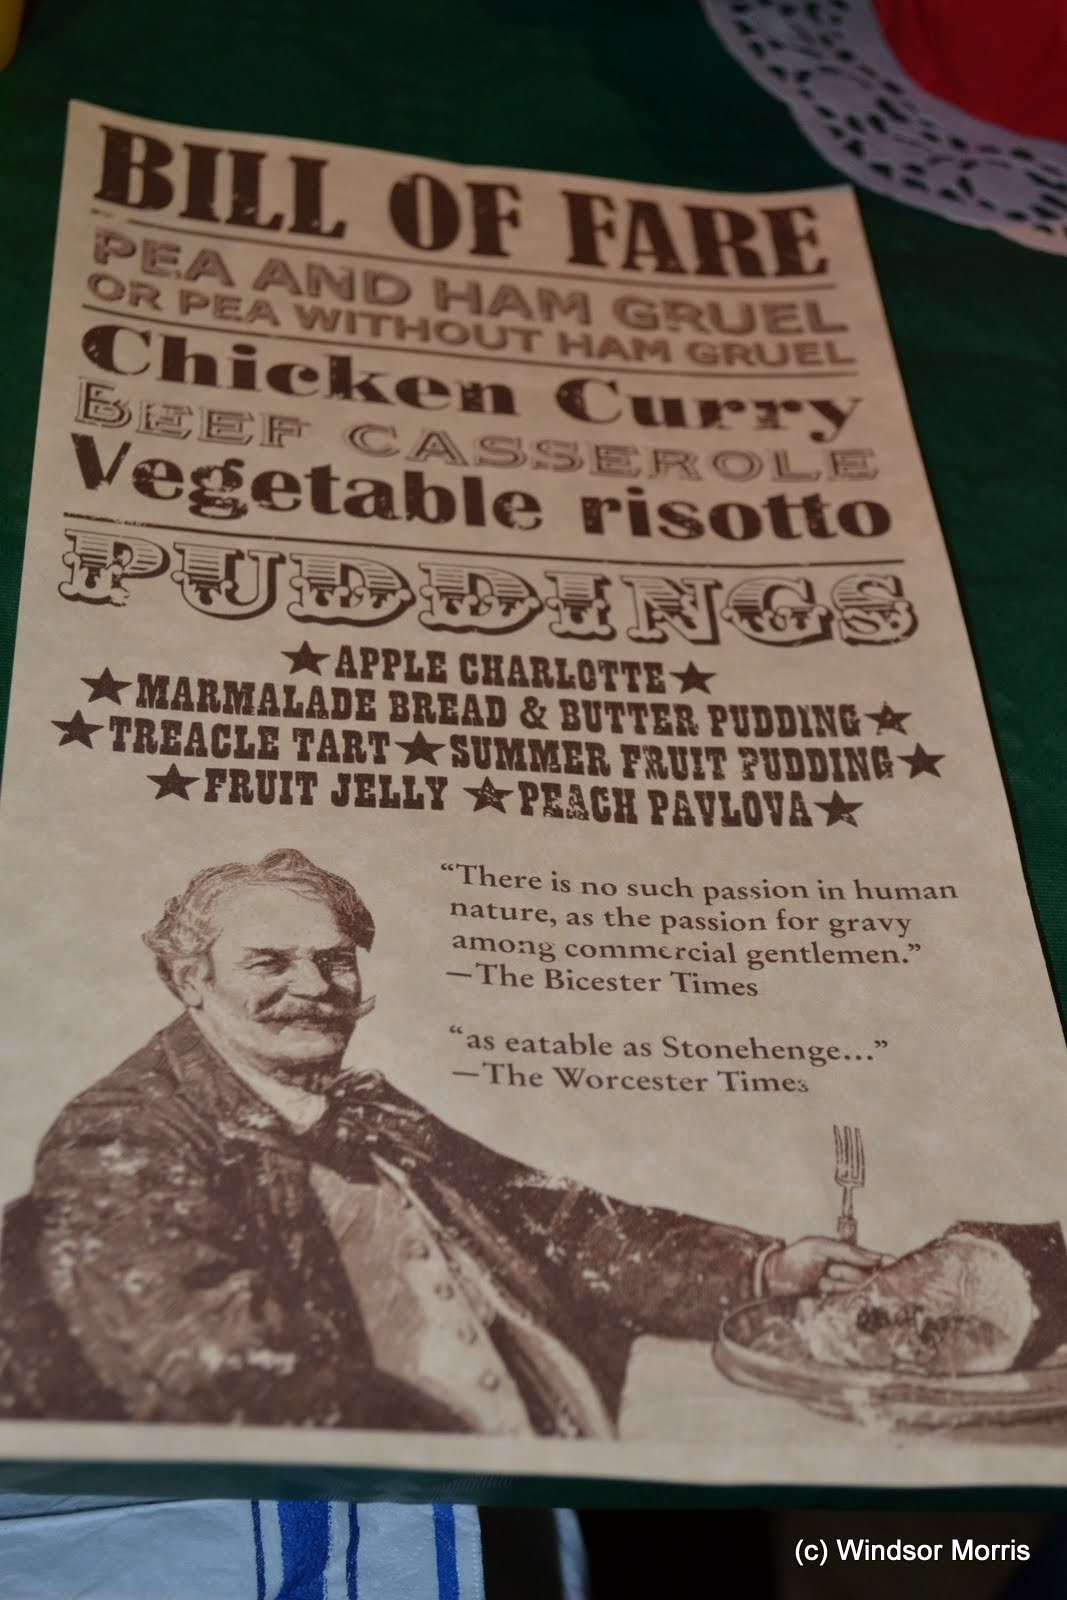 BILL OF FARE
PEA AND HAM GRUEL
OR PEA WITHOUT HAM GRUEL
Chicken Curry
BEEF CASSEROLE
Vegetable risotto
PUDDINGS
★APPLE CHARLOTTE★
★MARMALADE BREAD & BUTTER PUDDING★
★TREACLE TART★SUMMER FRUIT PUDDING★
★FRUIT JELLY ★PEACH PAVLOVA★
“There is no such passion in human
nature, as the passion for gravy
among commercial gentlemen.”
—The Bicester Times
“as eatable as Stonehenge...”
—The Worcester Times
(c) Windsor Morris